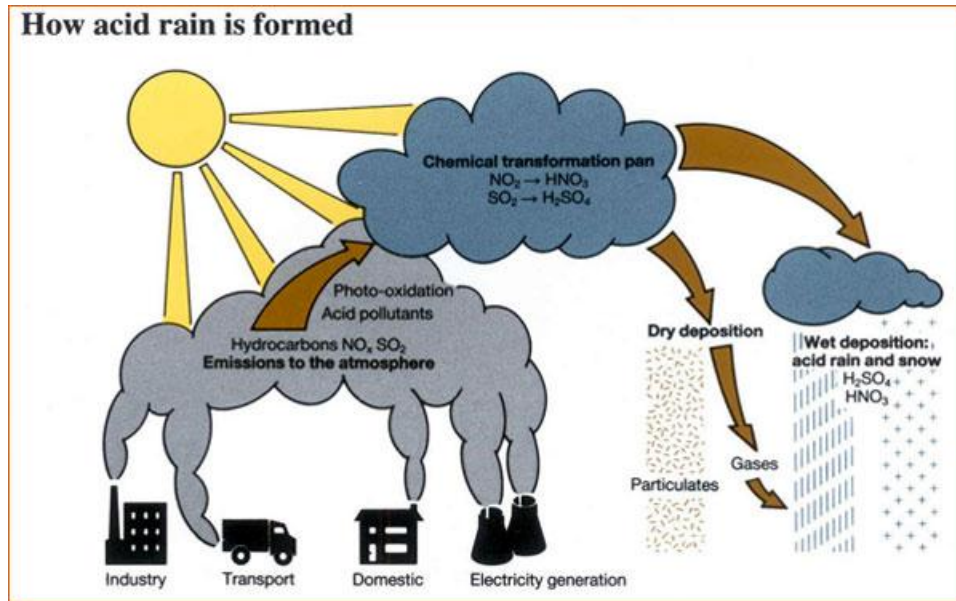 How acid rain is formed
Chemical transformation pan
NO₂ → HNO₃
SO₂ → H₂SO₄
Photo-oxidation
Acid pollutants
Hydrocarbons NOₓ SO₂
Emissions to the atmosphere
Dry deposition
Wet deposition:
acid rain and snow
H₂SO₄
HNO₃
Gases
Particulates
Industry
Transport
Domestic
Electricity generation